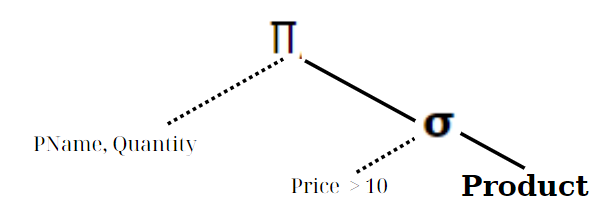 Π
σ
PName, Quantity
Price > 10
Product